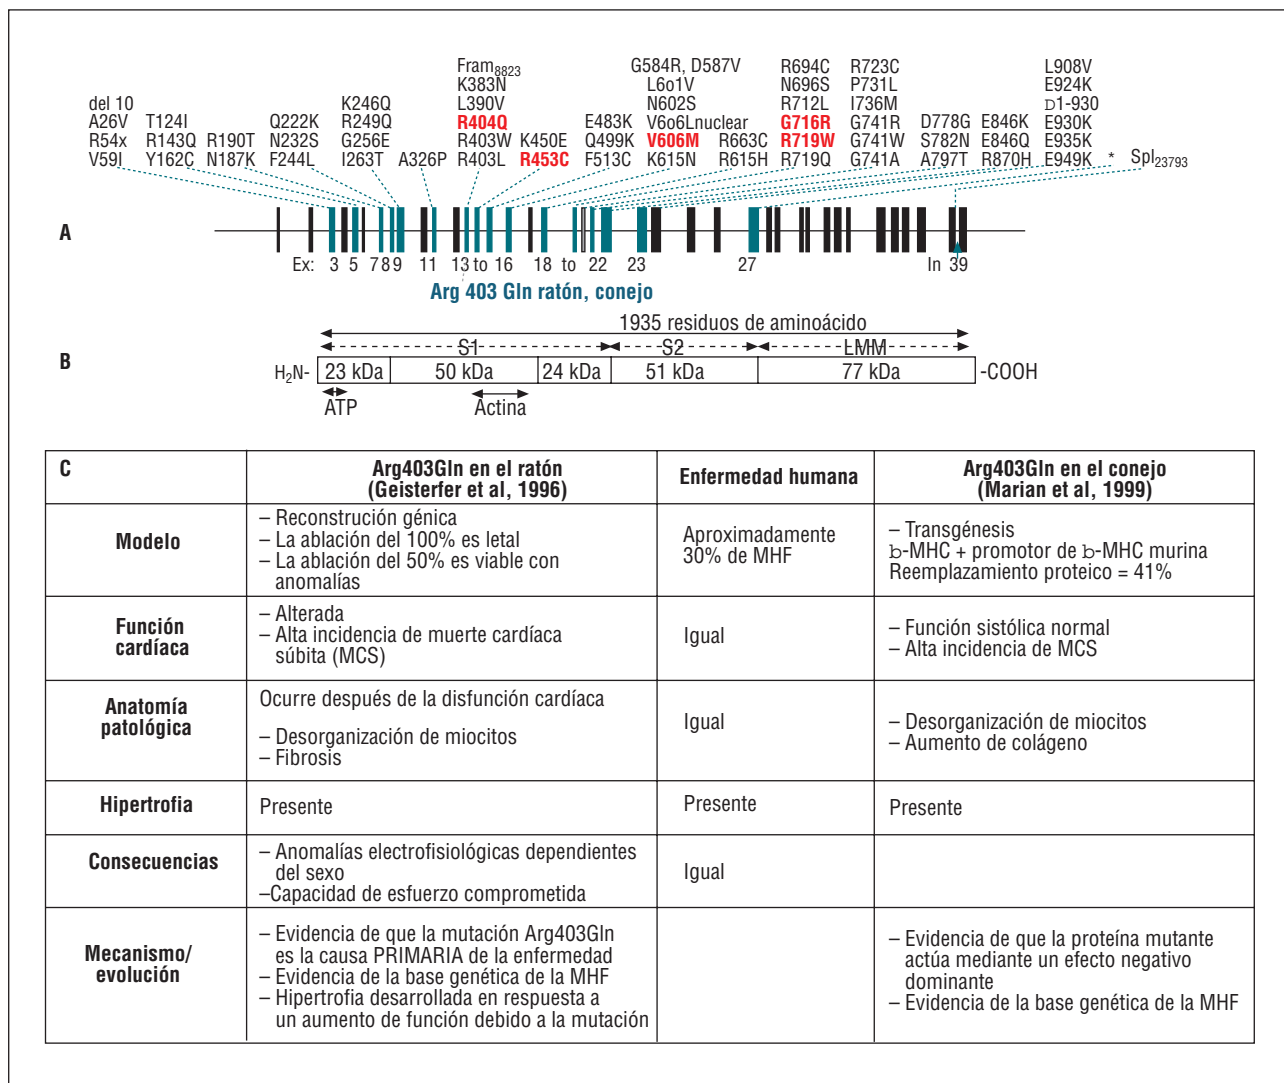 Fram8823 G584R, D587V R694C R723C L908V
K383N L6o1V N696S P731L E924K
del 10 K246Q L390V N602S R712L I736M D1-930
A26V T124I Q222K R249Q R404Q E483K V6o6Lnuclear G716R G741R D778G E846K E930K
R54x R143Q R190T N232S G256E R403W K450E Q499K V606M R663C R719W G741W S782N E846Q E935K
V59I Y162C N187K F244L I263T A326P R403L R453C F513C K615N R615H R719Q G741A A797T R870H E949K * Spl23793
A
Ex: 3 5 7 8 9 11 13 to 16 18 to 22 23 27 In 39
Arg 403 Gln ratón, conejo
1935 residuos de aminoácido
B
S1 S2 LMM
H2N- 23 kDa 50 kDa 24 kDa 51 kDa 77 kDa -COOH
ATP Actina
C
Arg403Gln en el ratón
(Geisterfer et al, 1996)
Enfermedad humana
Arg403Gln en el conejo
(Marian et al, 1999)
Modelo
– Reconstrución génica
– La ablación del 100% es letal
– La ablación del 50% es viable con
anomalías
Aproximadamente
30% de MHF
– Transgénesis
b-MHC + promotor de b-MHC murina
Reemplazamiento proteico = 41%
Función
cardíaca
– Alterada
– Alta incidencia de muerte cardíaca
súbita (MCS)
Igual
– Función sistólica normal
– Alta incidencia de MCS
Anatomía
patológica
Ocurre después de la disfunción cardíaca
– Desorganización de miocitos
– Fibrosis
Igual
– Desorganización de miocitos
– Aumento de colágeno
Hipertrofia
Presente
Presente
Presente
Consecuencias
– Anomalías electrofisiológicas dependientes
del sexo
–Capacidad de esfuerzo comprometida
Igual
Mecanismo/
evolución
– Evidencia de que la mutación Arg403Gln
es la causa PRIMARIA de la enfermedad
– Evidencia de la base genética de la MHF
– Hipertrofia desarrollada en respuesta a
un aumento de función debido a la mutación
– Evidencia de que la proteína mutante
actúa mediante un efecto negativo
dominante
– Evidencia de la base genética de la MHF